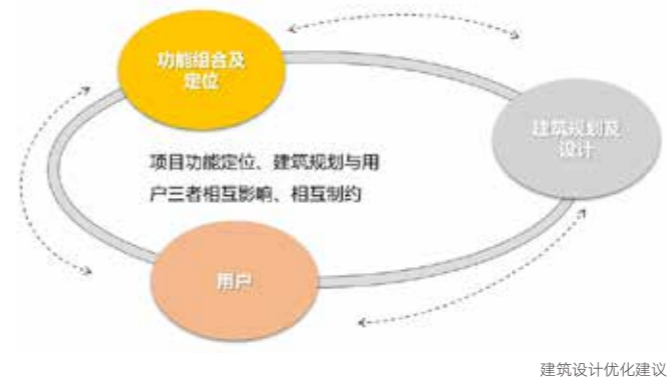 功能组合及
定位
建筑规划及
设计
项目功能定位、建筑规划与用
户三者相互影响、相互制约
用户
建筑设计优化建议